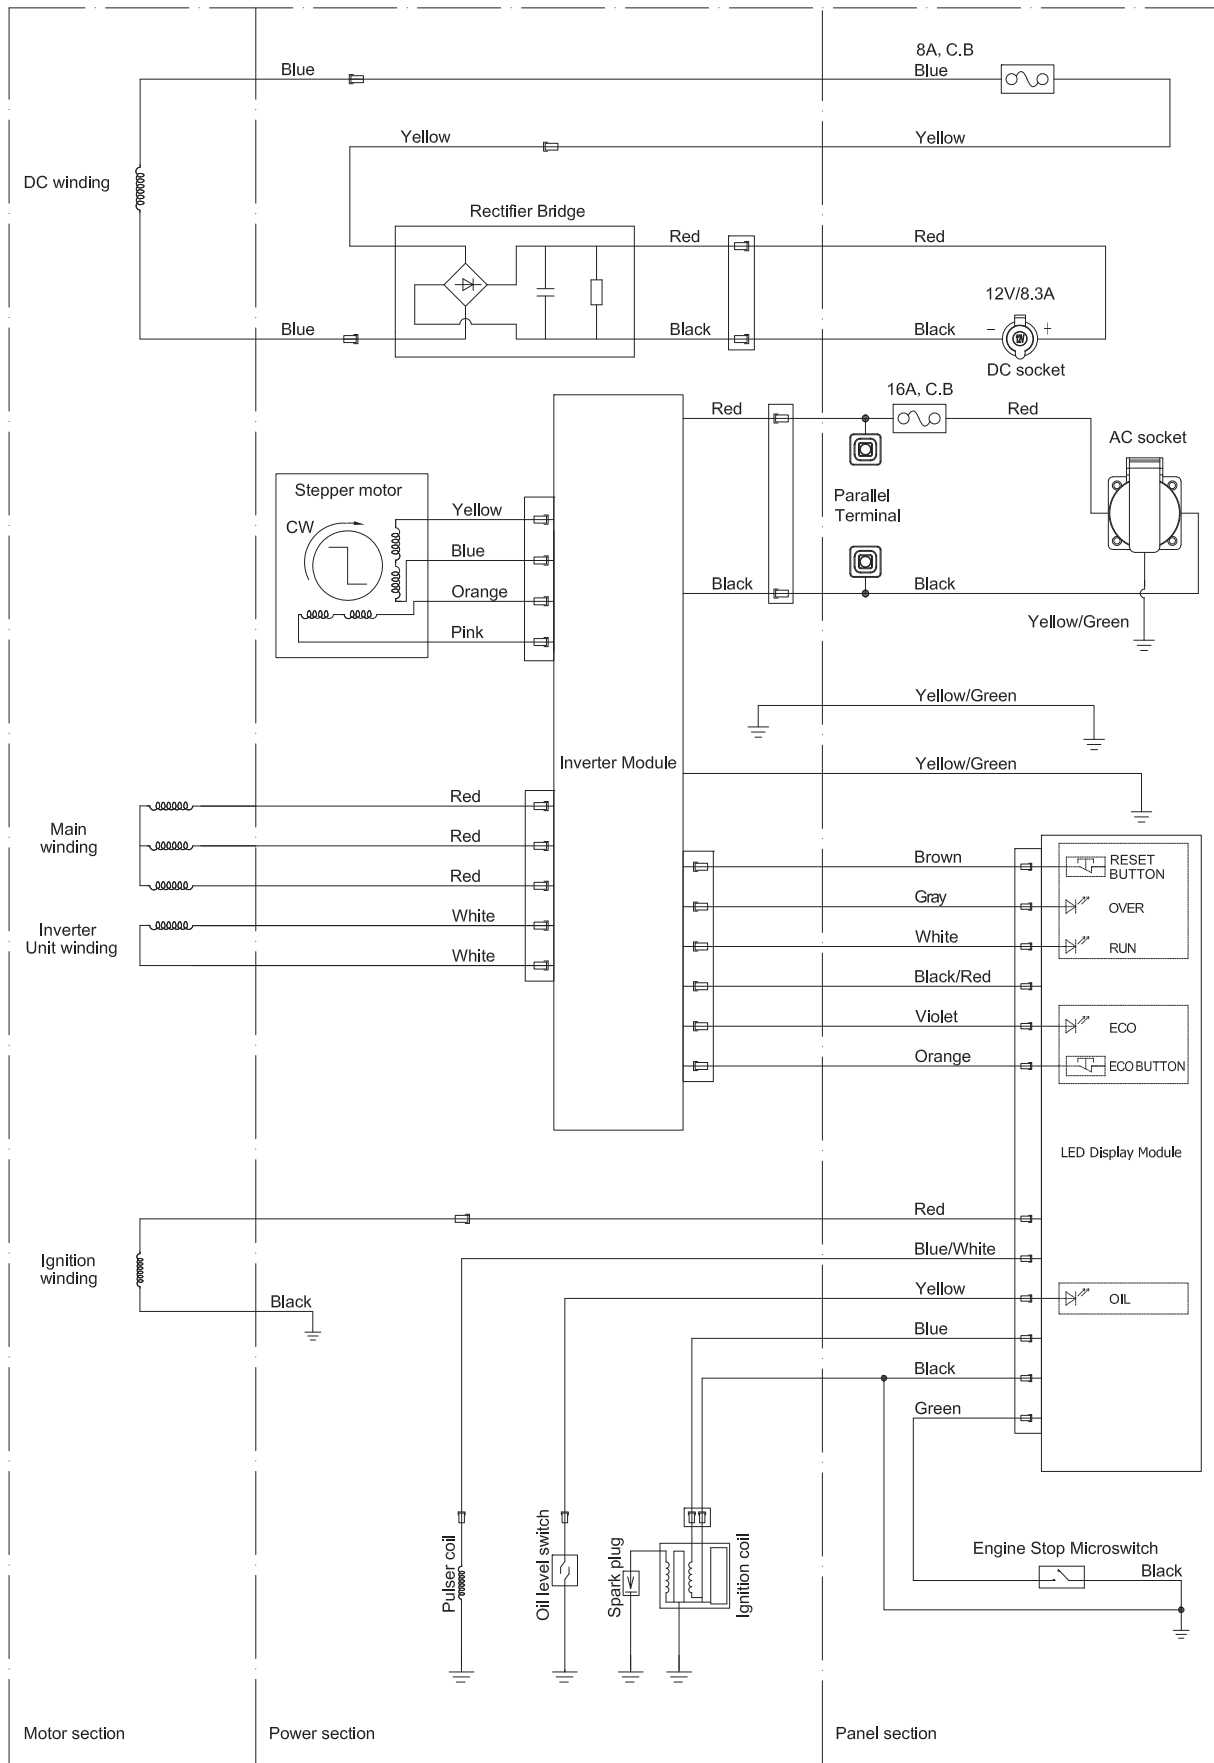 8A, C.B
Blue
Blue
Yellow
Yellow
DC winding
Rectifier Bridge
Red
Red
12V/8.3A
Blue
Black
Black
- +
12V
DC socket
16A, C.B
Red
Red
AC socket
Stepper motor
CW
Yellow
Blue
Orange
Pink
Parallel
Terminal
Black
Black
Yellow/Green
Yellow/Green
Inverter Module
Yellow/Green
Main
winding
Red
Red
Red
Inverter
Unit winding
White
White
Brown
RESET
BUTTON
Gray
OVER
White
RUN
Black/Red
Violet
ECO
Orange
ECO BUTTON
LED Display Module
Red
Ignition
winding
Blue/White
Black
Yellow
OIL
Blue
Black
Green
Pulser coil
Oil level switch
Spark plug
Ignition coil
Engine Stop Microswitch
Black
Motor section
Power section
Panel section